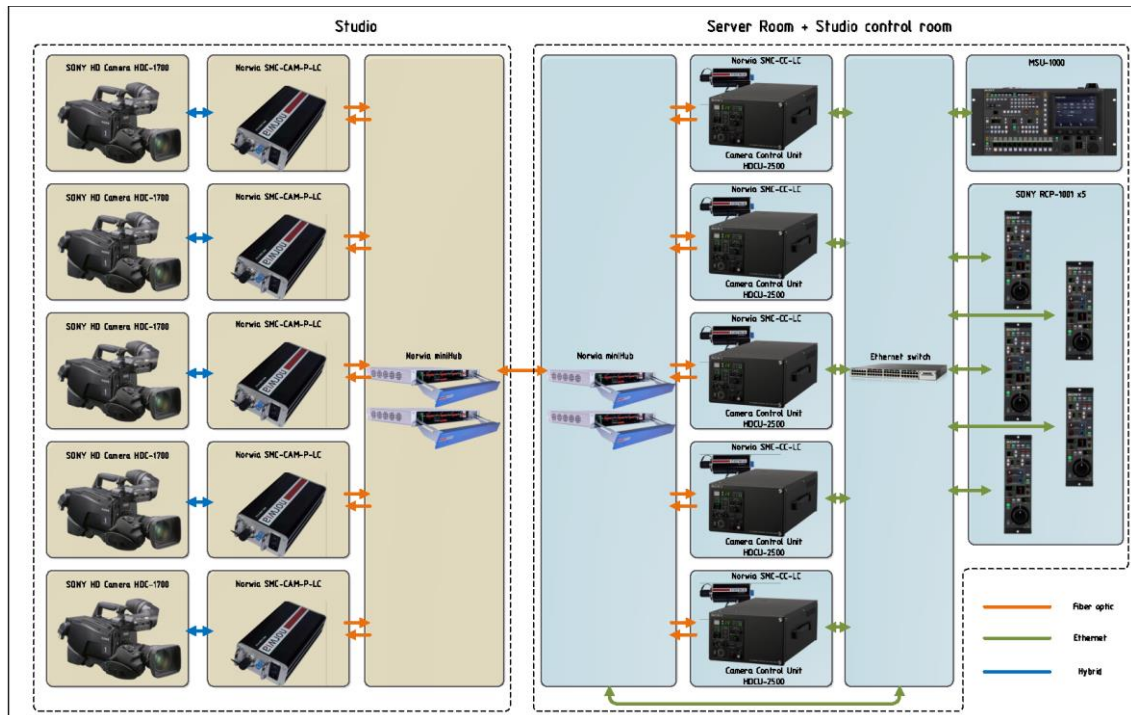 Studio
Server Room + Studio control room
SONY HD Camera HDC-1700
Norwia SMC-CAM-P-LC
Norwia SMC-CC-LC
MSU-1000
norwia
Camera Control Unit
HDCU-2500
SONY HD Camera HDC-1700
Norwia SMC-CAM-P-LC
Norwia SMC-CC-LC
SONY RCP-1001 x5
norwia
Camera Control Unit
HDCU-2500
SONY HD Camera HDC-1700
Norwia SMC-CAM-P-LC
Norwia SMC-CC-LC
norwia
Norwia miniHub
Norwia miniHub
Ethernet switch
Camera Control Unit
HDCU-2500
SONY HD Camera HDC-1700
Norwia SMC-CAM-P-LC
Norwia SMC-CC-LC
norwia
Camera Control Unit
HDCU-2500
SONY HD Camera HDC-1700
Norwia SMC-CAM-P-LC
Norwia SMC-CC-LC
norwia
Camera Control Unit
HDCU-2500
Fiber optic
Ethernet
Hybrid